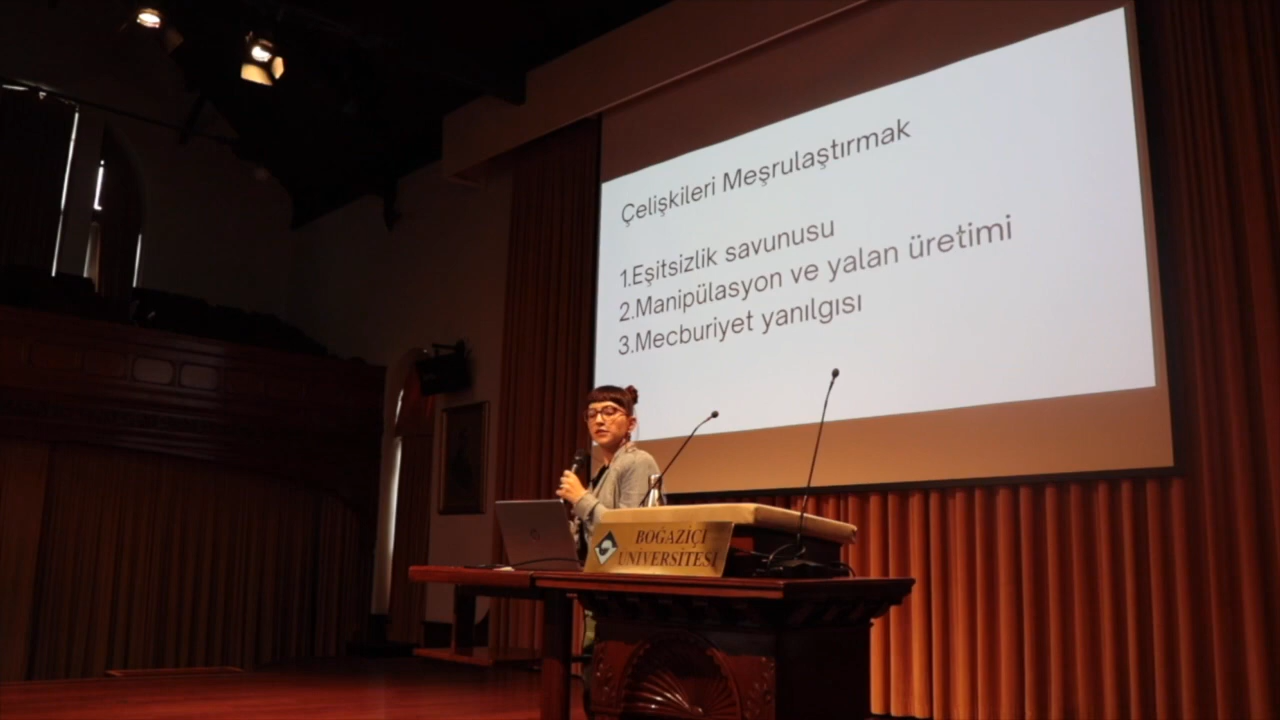 Çelişkileri Meşrulaştırmak
1.Eşitsizlik savunusu
2.Manipülasyon ve yalan üretimi
3.Mecburiyet yanılgısı
BOĞAZİÇİ
ÜNİVERSİTESİ